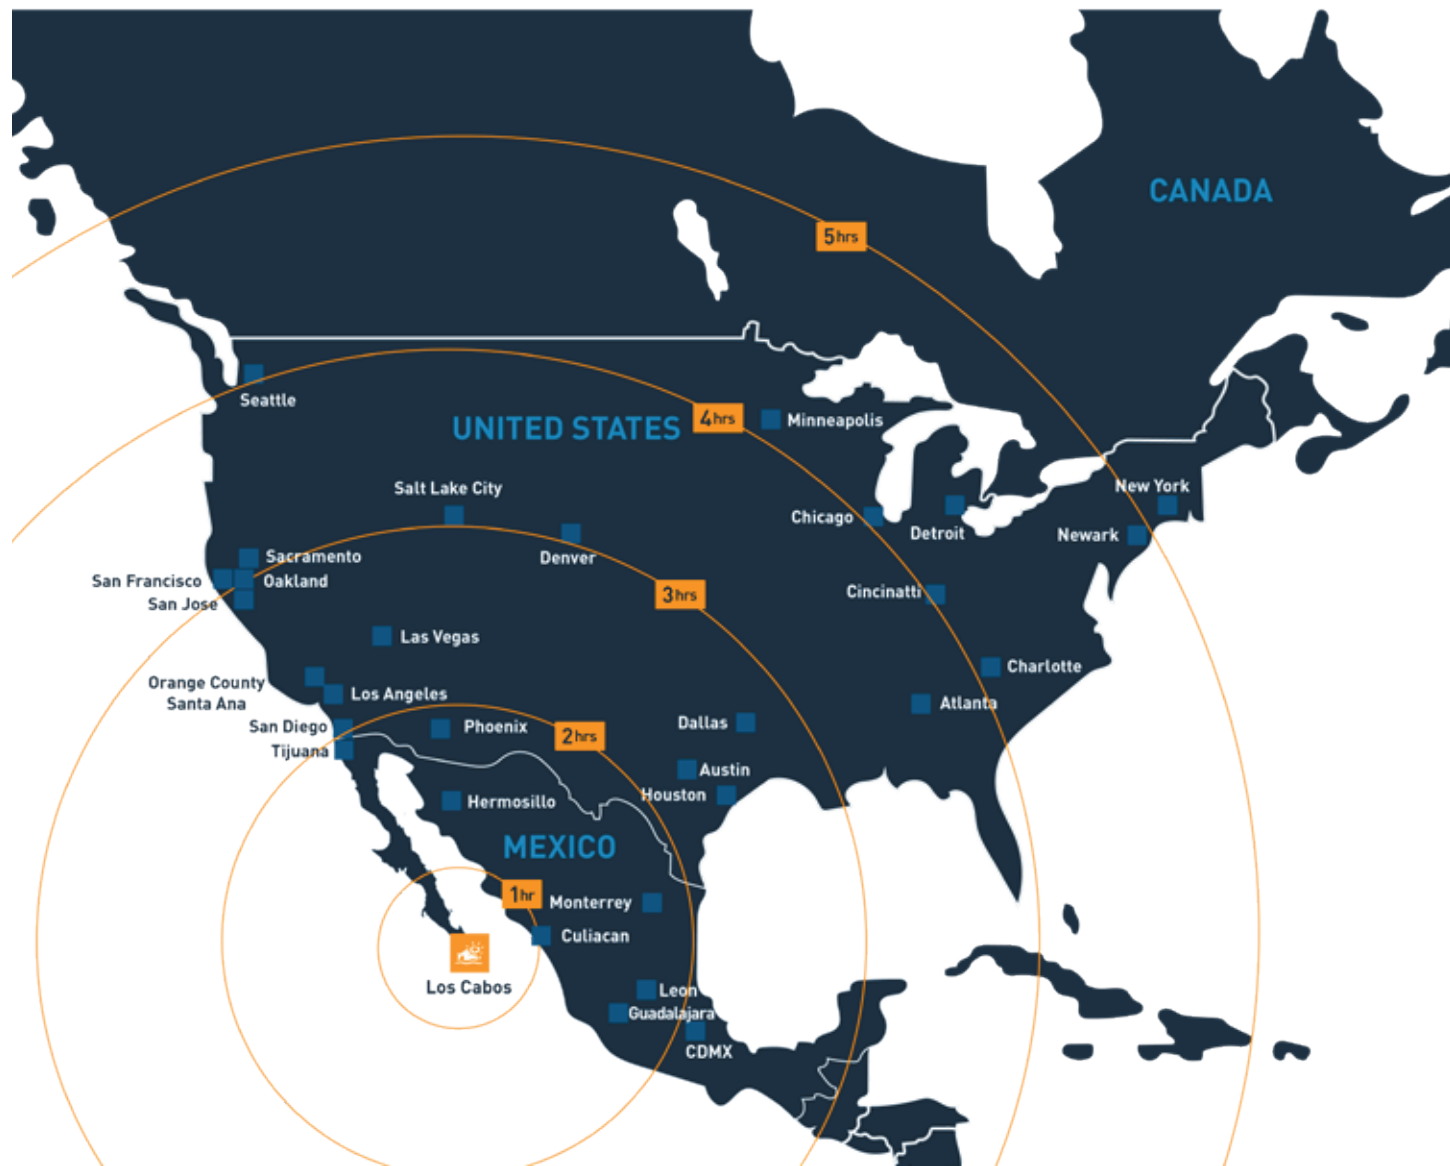 CANADA
5hrs
Seattle
UNITED STATES
4hrs
Minneapolis
Salt Lake City
New York
Chicago
Detroit
Newark
Sacramento
Denver
San Francisco
Oakland
San Jose
3hrs
Cincinatti
Las Vegas
Charlotte
Orange County
Santa Ana
Los Angeles
Atlanta
San Diego
Phoenix
Dallas
2hrs
Tijuana
Austin
Hermosillo
Houston
MEXICO
1hr
Monterrey
Culiacan
Los Cabos
Leon
Guadalajara
CDMX